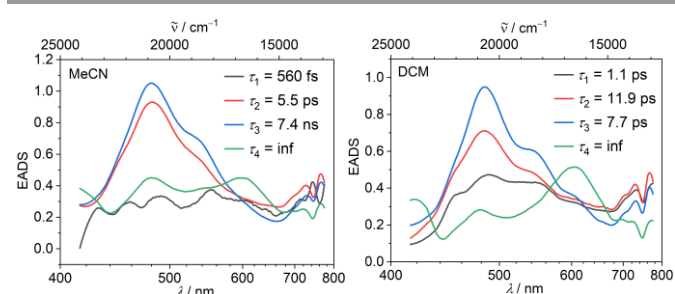 ṽ / cm⁻¹
25000 20000 15000
MeCN
τ1 = 560 fs
τ2 = 5.5 ps
τ3 = 7.4 ns
τ4 = inf
EADS
1.2
1.0
0.8
0.6
0.4
0.2
0.0
400 500 600 700 800
λ / nm
ṽ / cm⁻¹
25000 20000 15000
DCM
τ1 = 1.1 ps
τ2 = 11.9 ps
τ3 = 7.7 ps
τ4 = inf
EADS
1.0
0.8
0.6
0.4
0.2
0.0
400 500 600 700 800
λ / nm